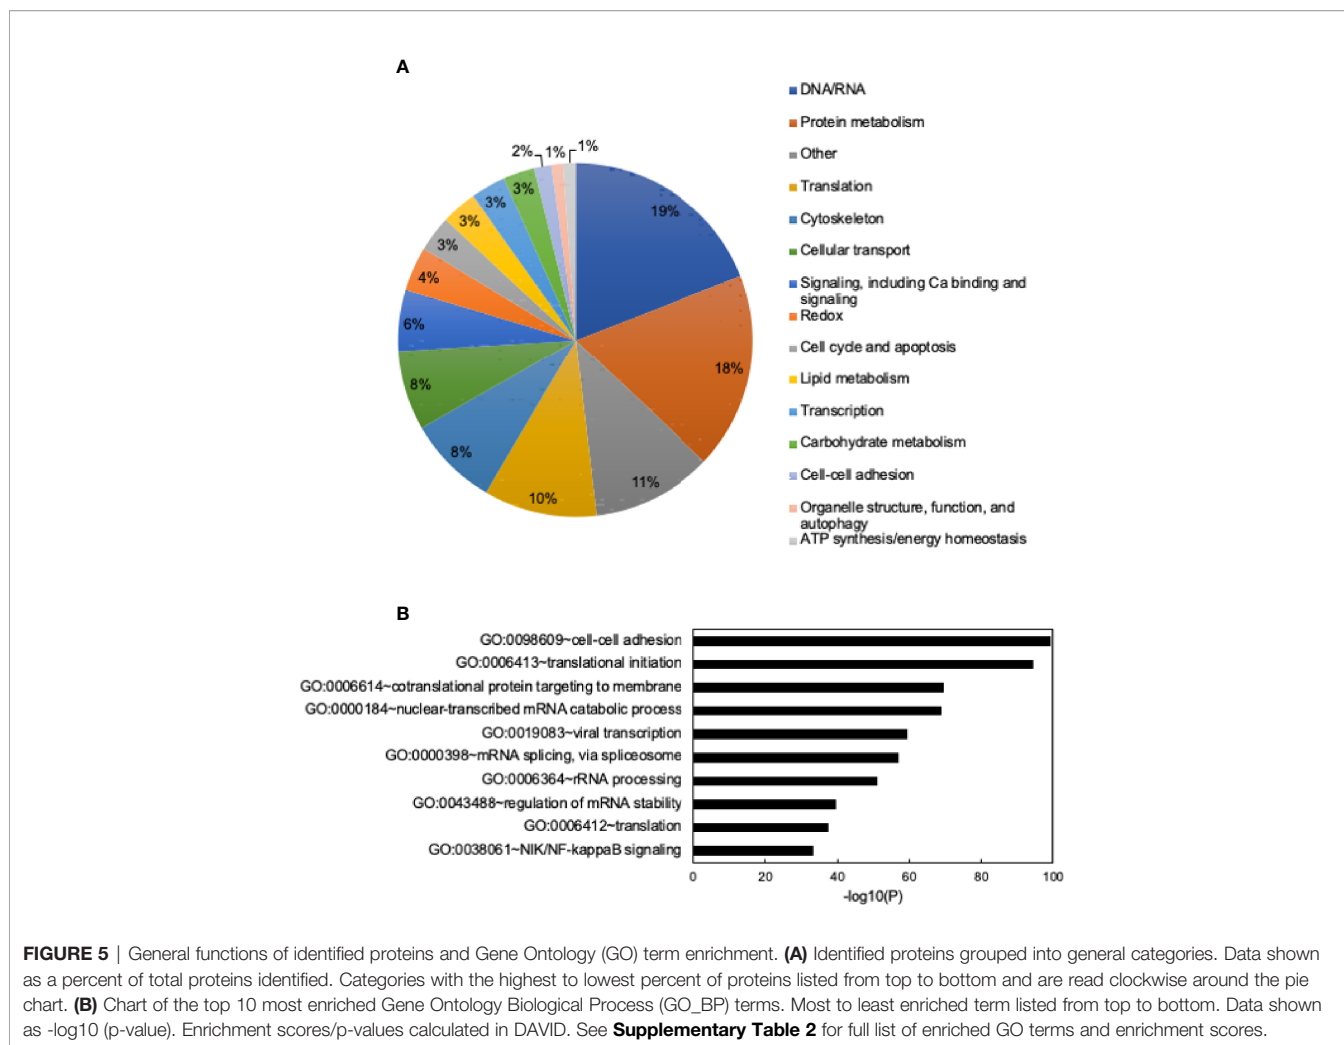 A
DNA/RNA
Protein metabolism
Other
Translation
Cytoskeleton
Cellular transport
Signaling, including Ca binding and
signaling
Redox
Cell cycle and apoptosis
Lipid metabolism
Transcription
Carbohydrate metabolism
Cell-cell adhesion
Organelle structure, function, and
autophagy
ATP synthesis/energy homeostasis
19%
18%
11%
10%
8%
8%
6%
4%
3%
3%
3%
3%
2%
1%
1%
B
GO:0098609~cell-cell adhesion
GO:0006413~translational initiation
GO:0006614~cotranslational protein targeting to membrane
GO:0000184~nuclear-transcribed mRNA catabolic process
GO:0019083~viral transcription
GO:0000398~mRNA splicing, via spliceosome
GO:0006364~rRNA processing
GO:0043488~regulation of mRNA stability
GO:0006412~translation
GO:0038061~NIK/NF-kappaB signaling
0 20 40 60 80 100
-log10(P)
FIGURE 5 | General functions of identified proteins and Gene Ontology (GO) term enrichment. (A) Identified proteins grouped into general categories. Data shown
as a percent of total proteins identified. Categories with the highest to lowest percent of proteins listed from top to bottom and are read clockwise around the pie
chart. (B) Chart of the top 10 most enriched Gene Ontology Biological Process (GO_BP) terms. Most to least enriched term listed from top to bottom. Data shown
as -log10 (p-value). Enrichment scores/p-values calculated in DAVID. See Supplementary Table 2 for full list of enriched GO terms and enrichment scores.